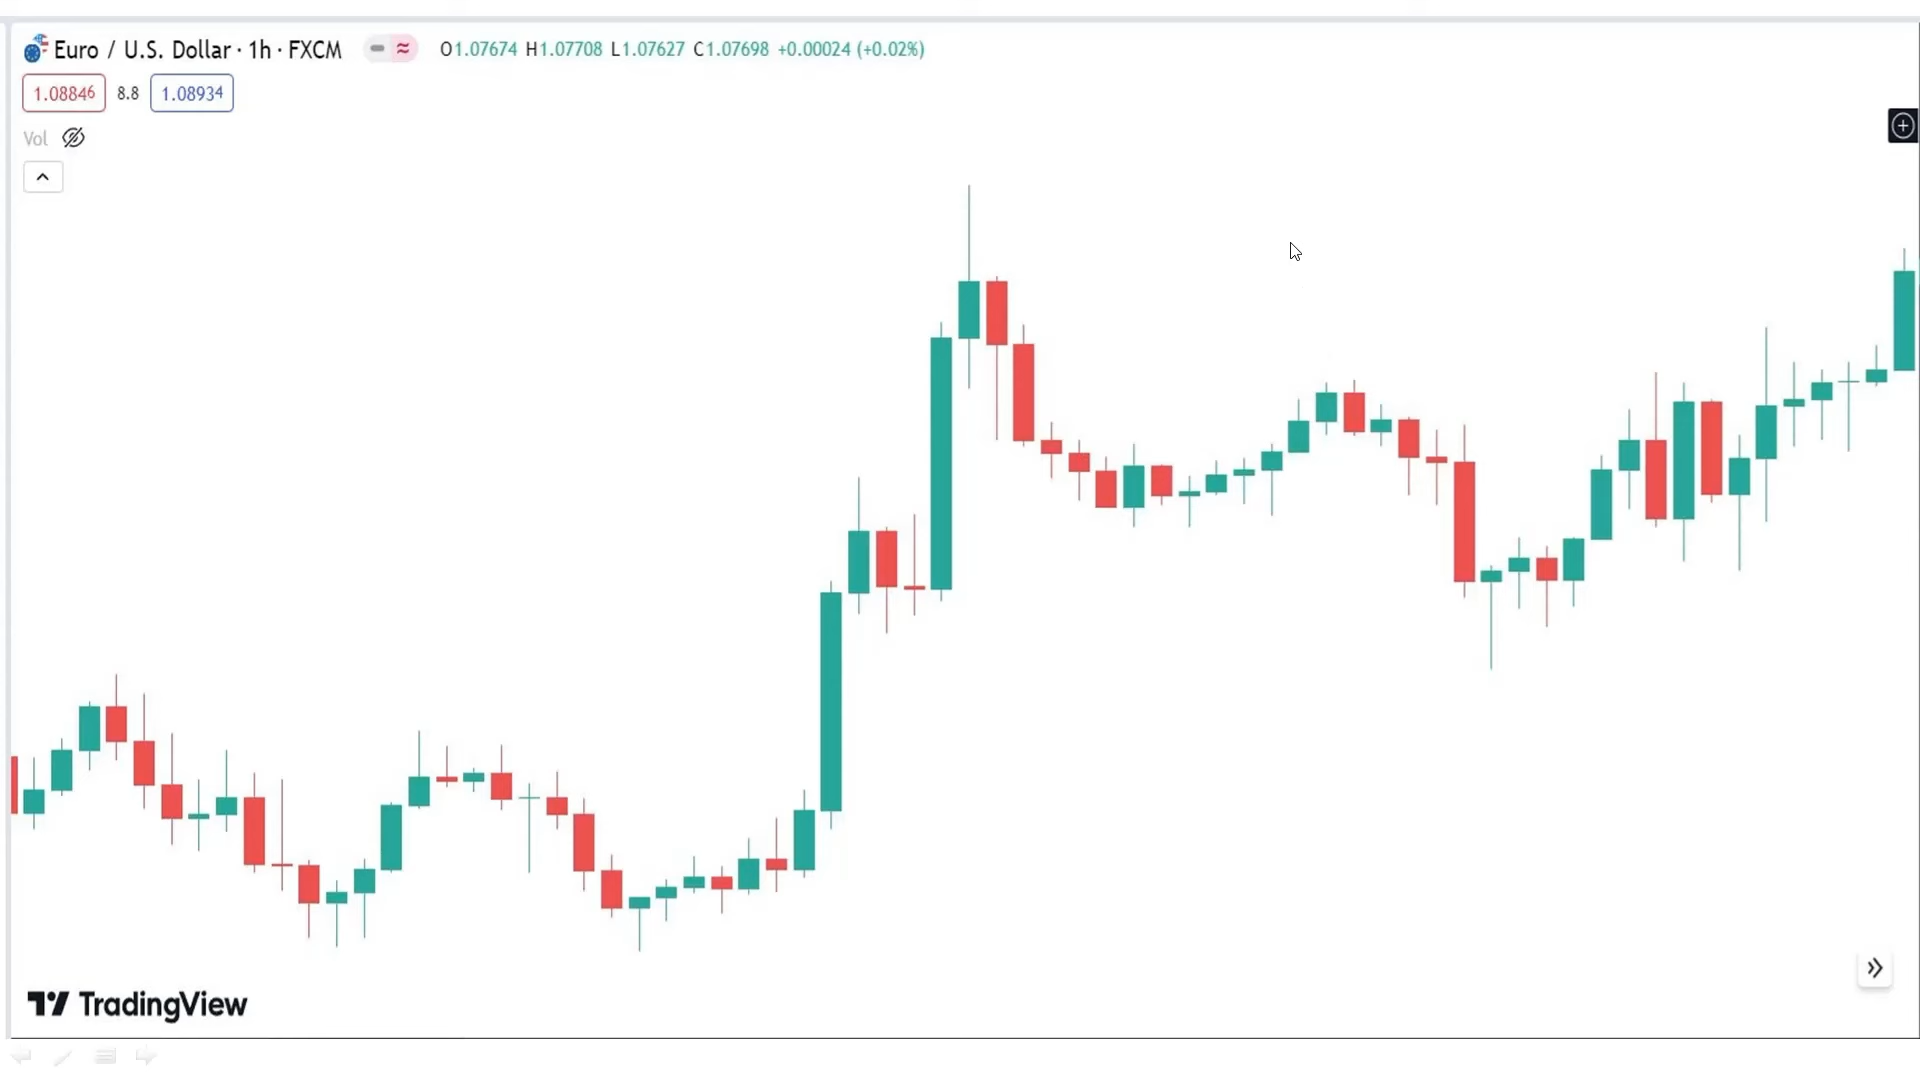 Euro / U.S. Dollar · 1h · FXCM O1.07674 H1.07708 L1.07627 C1.07698 +0.00024 (+0.02%)
1.08846 8.8 1.08934
Vol
TradingView